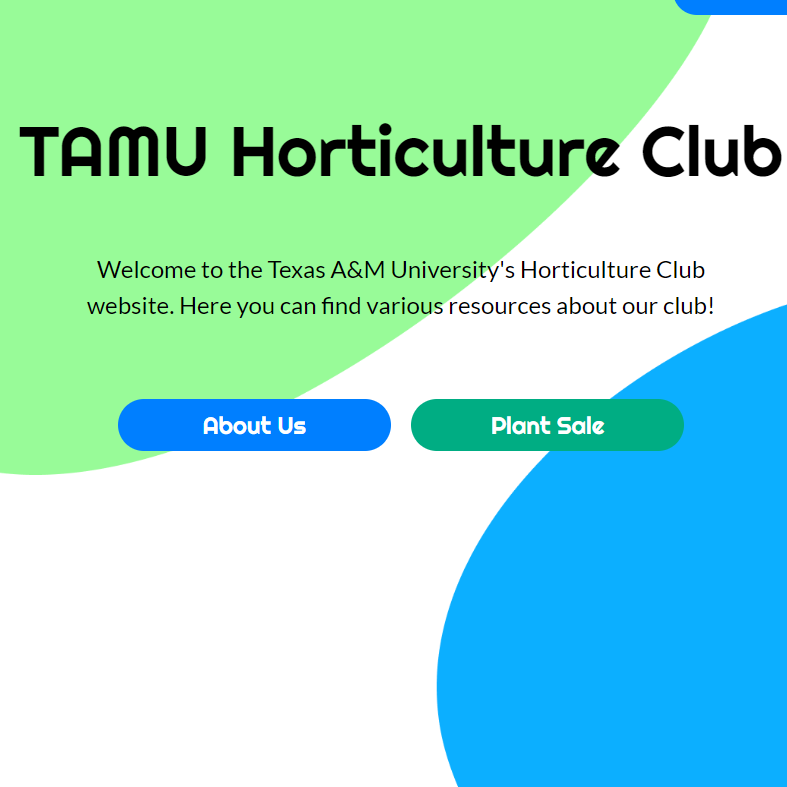 TAMU Horticulture Club
Welcome to the Texas A&M University's Horticulture Club
website. Here you can find various resources about our club!
About Us
Plant Sale